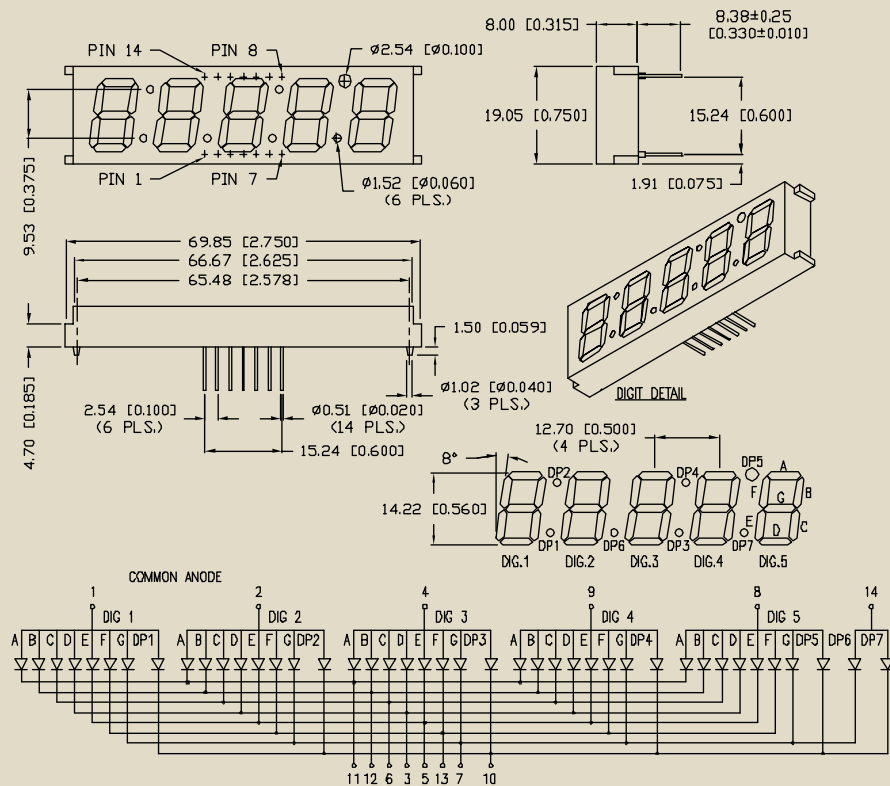 8.00 [0.315]
8.38±0.25
[0.330±0.010]
PIN 14
PIN 8
Ø2.54 [Ø0.100]
19.05 [0.750]
15.24 [0.600]
PIN 1
PIN 7
Ø1.52 [Ø0.060]
(6 PLS.)
1.91 [0.075]
9.53 [0.375]
69.85 [2.750]
66.67 [2.625]
65.48 [2.578]
1.50 [0.059]
4.70 [0.185]
Ø1.02 [Ø0.040]
(3 PLS.)
2.54 [0.100]
(6 PLS.)
Ø0.51 [Ø0.020]
(14 PLS.)
15.24 [0.600]
DIGIT DETAIL
12.70 [0.500]
(4 PLS.)
8°
14.22 [0.560]
DP2 DP4 DP5 A
F G B
E D C
DP1 DP6 DP3 DP7
DIG.1 DIG.2 DIG.3 DIG.4 DIG.5
COMMON ANODE
1 2 4 9 8 14
DIG 1 DIG 2 DIG 3 DIG 4 DIG 5
A B C D E F G DP1 A B C D E F G DP2 A B C D E F G DP3 A B C D E F G DP4 A B C D E F G DP5 DP6 DP7
11 12 6 3 5 13 7 10